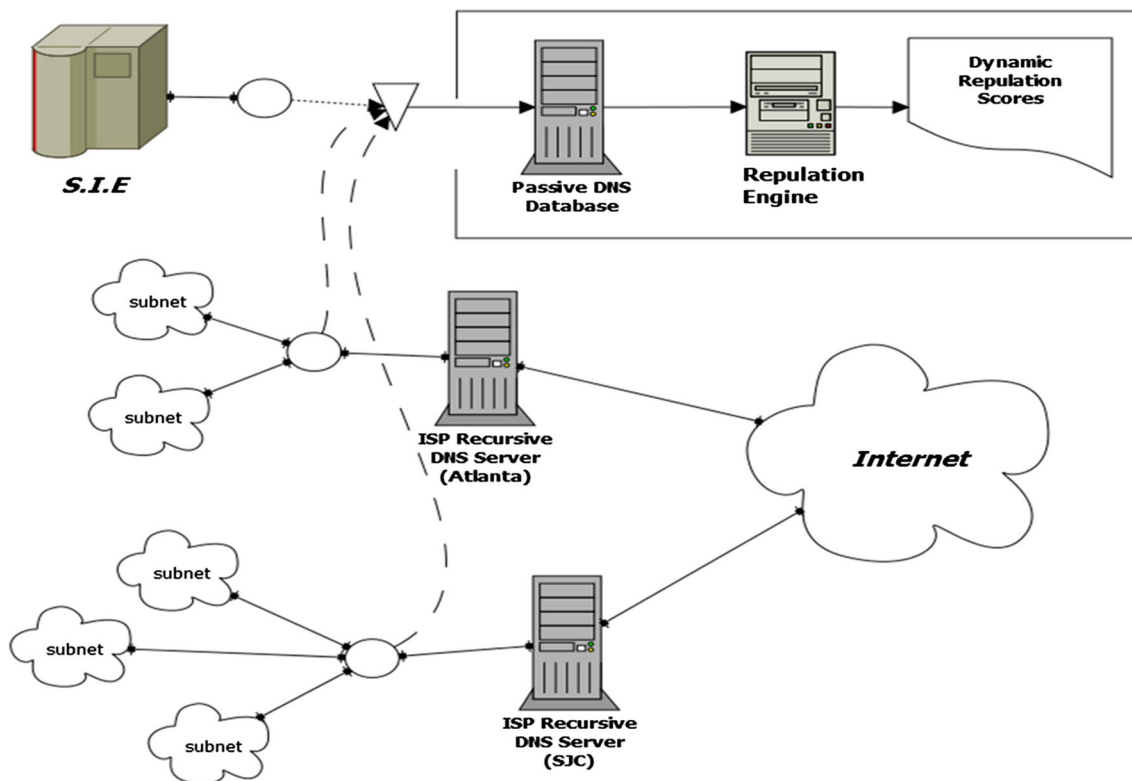 S.I.E
Passive DNS
Database
Repulation
Engine
Dynamic
Repulation
Scores
subnet
subnet
ISP Recursive
DNS Server
(Atlanta)
Internet
subnet
subnet
subnet
ISP Recursive
DNS Server
(SJC)